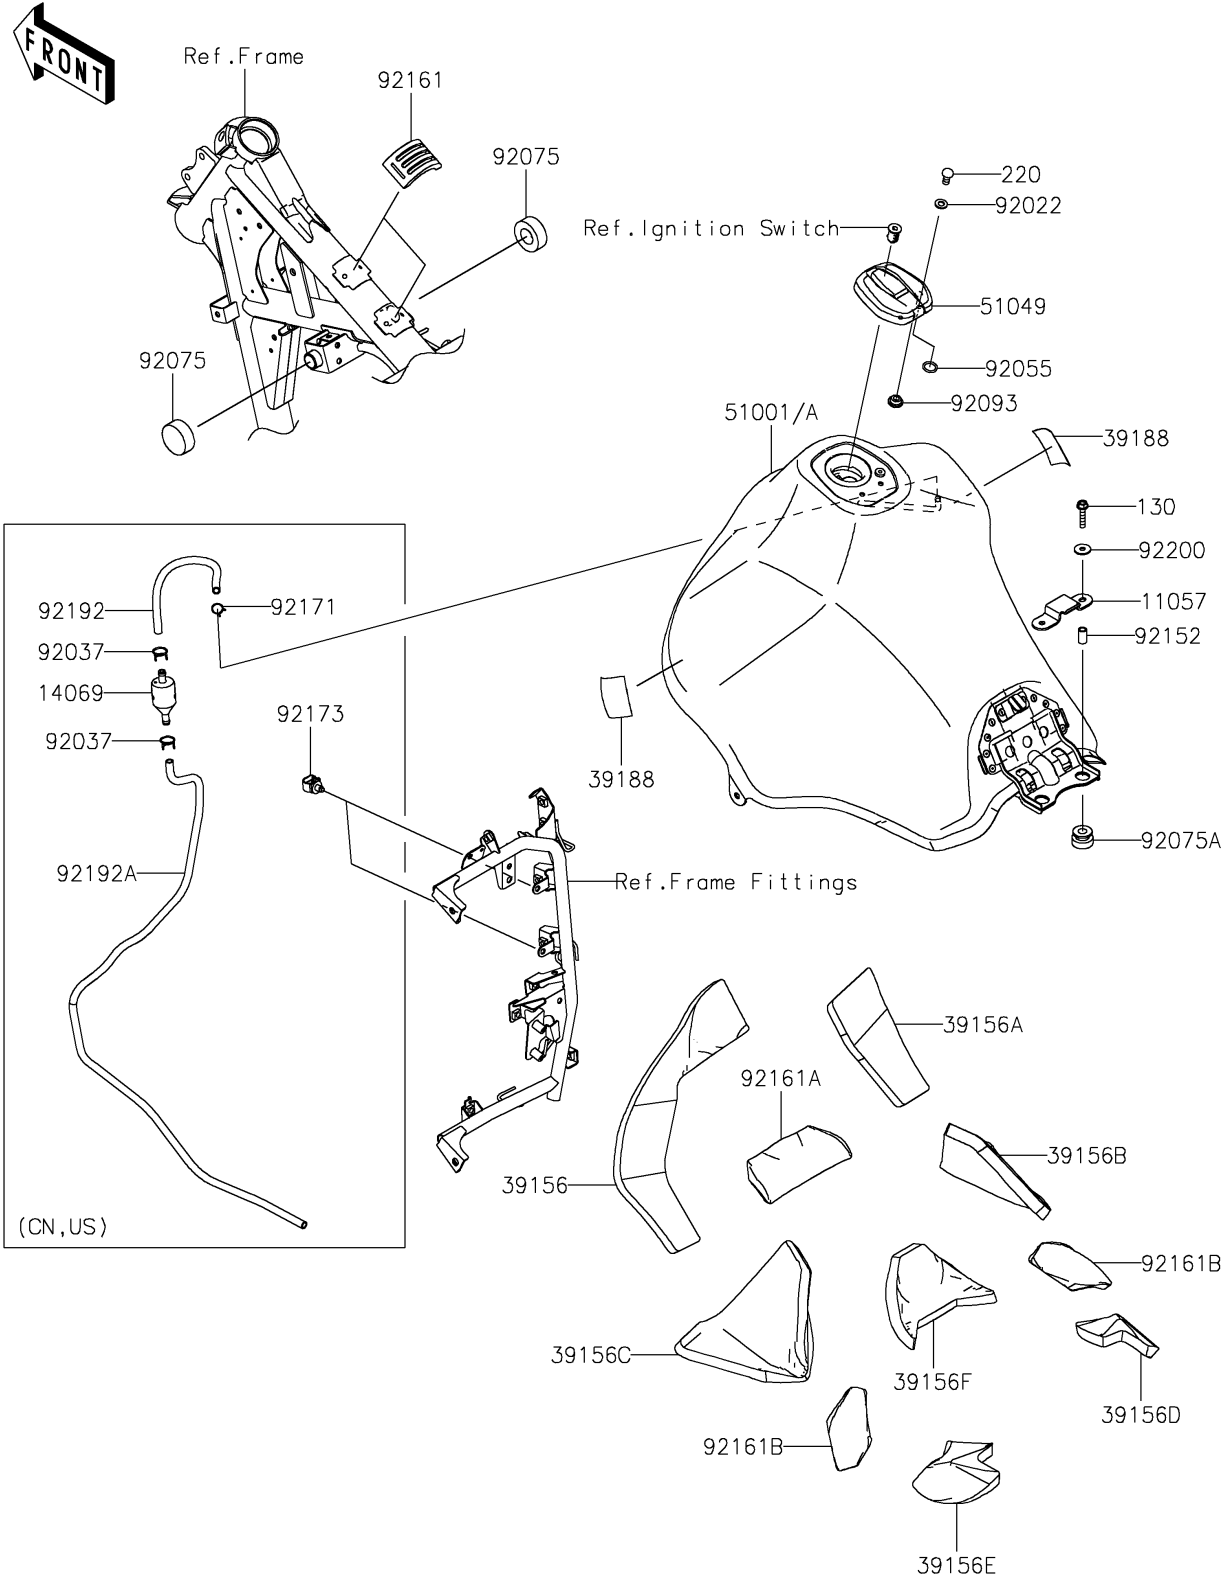 FRONT
Ref.Frame
92161
92075
220
92022
Ref.Ignition Switch
51049
92075
92055
92093
51001/A
39188
130
92200
92192
92171
11057
92037
92152
14069
92173
92037
39188
92075A
92192A
Ref.Frame Fittings
39156A
92161A
39156B
39156
(CN,US)
92161B
39156C
39156F
39156D
92161B
39156E